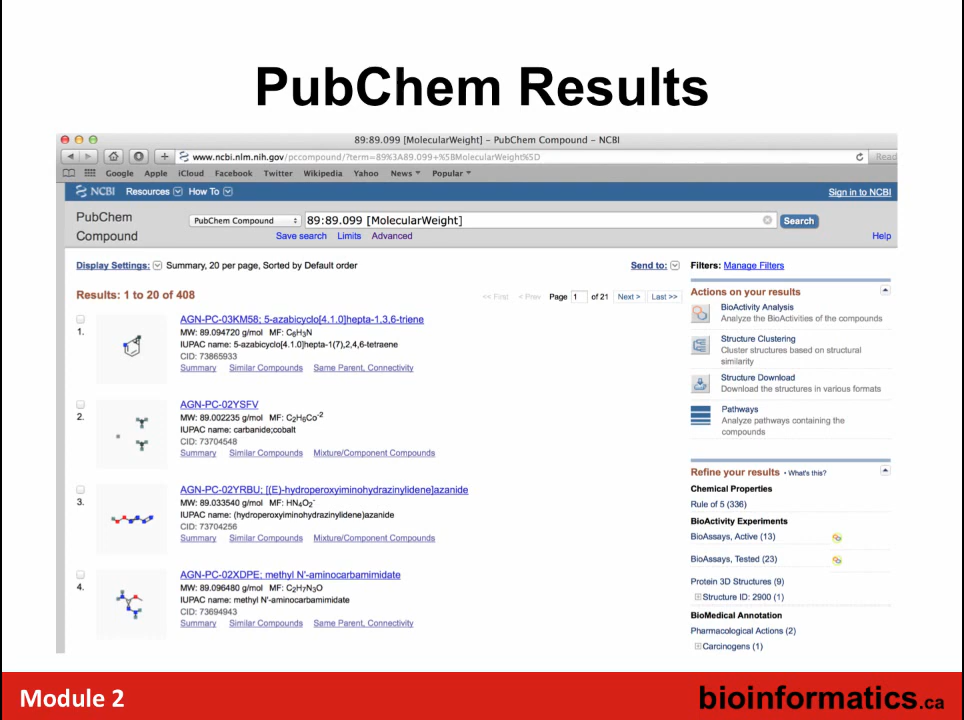 PubChem Results
89:89.099 [MolecularWeight] – PubChem Compound – NCBI
www.ncbi.nlm.nih.gov/pccompound/?term=89%3A89.099+%5BMolecularWeight%5D
Read
Google Apple iCloud Facebook Twitter Wikipedia Yahoo News Popular
NCBI Resources How To Sign in to NCBI
PubChem
Compound
PubChem Compound 89:89.099 [MolecularWeight] Search
Save search Limits Advanced Help
Display Settings: Summary, 20 per page, Sorted by Default order Send to:
Results: 1 to 20 of 408
<< First < Prev Page 1 of 21 Next > Last >>
1.
AGN-PC-03KM58; 5-azabicyclo[4.1.0]hepta-1,3,6-triene
MW: 89.094720 g/mol MF: C₆H₃N
IUPAC name: 5-azabicyclo[4.1.0]hepta-1(7),2,4,6-tetraene
CID: 73865933
Summary Similar Compounds Same Parent, Connectivity
2.
AGN-PC-02YSFV
MW: 89.002235 g/mol MF: C₂H₆Co⁻²
IUPAC name: carbanide;cobalt
CID: 73704548
Summary Similar Compounds Mixture/Component Compounds
3.
AGN-PC-02YRBU; [(E)-hydroperoxyiminohydrazinylidene]azanide
MW: 89.033540 g/mol MF: HN₄O₂⁻
IUPAC name: (hydroperoxyiminohydrazinylidene)azanide
CID: 73704256
Summary Similar Compounds Mixture/Component Compounds
4.
AGN-PC-02XDPE; methyl N'-aminocarbamimidate
MW: 89.096480 g/mol MF: C₂H₇N₃O
IUPAC name: methyl N'-aminocarbamimidate
CID: 73694943
Summary Similar Compounds Same Parent, Connectivity
Filters: Manage Filters
Actions on your results
BioActivity Analysis
Analyze the BioActivities of the compounds
Structure Clustering
Cluster structures based on structural
similarity
Structure Download
Download the structures in various formats
Pathways
Analyze pathways containing the
compounds
Refine your results • What's this?
Chemical Properties
Rule of 5 (336)
BioActivity Experiments
BioAssays, Active (13)
BioAssays, Tested (23)
Protein 3D Structures (9)
Structure ID: 2900 (1)
BioMedical Annotation
Pharmacological Actions (2)
Carcinogens (1)
Module 2
bioinformatics.ca